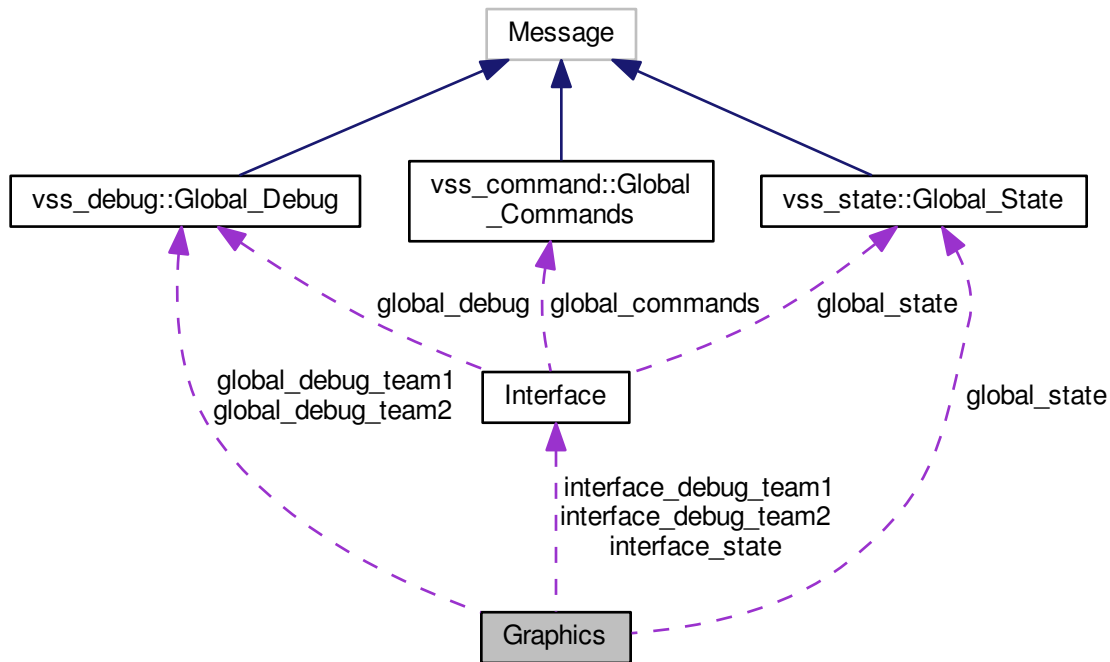 Message
vss_debug::Global_Debug
vss_command::Global
_Commands
vss_state::Global_State
global_debug
global_commands
global_state
global_debug_team1
global_debug_team2
Interface
global_state
interface_debug_team1
interface_debug_team2
interface_state
Graphics